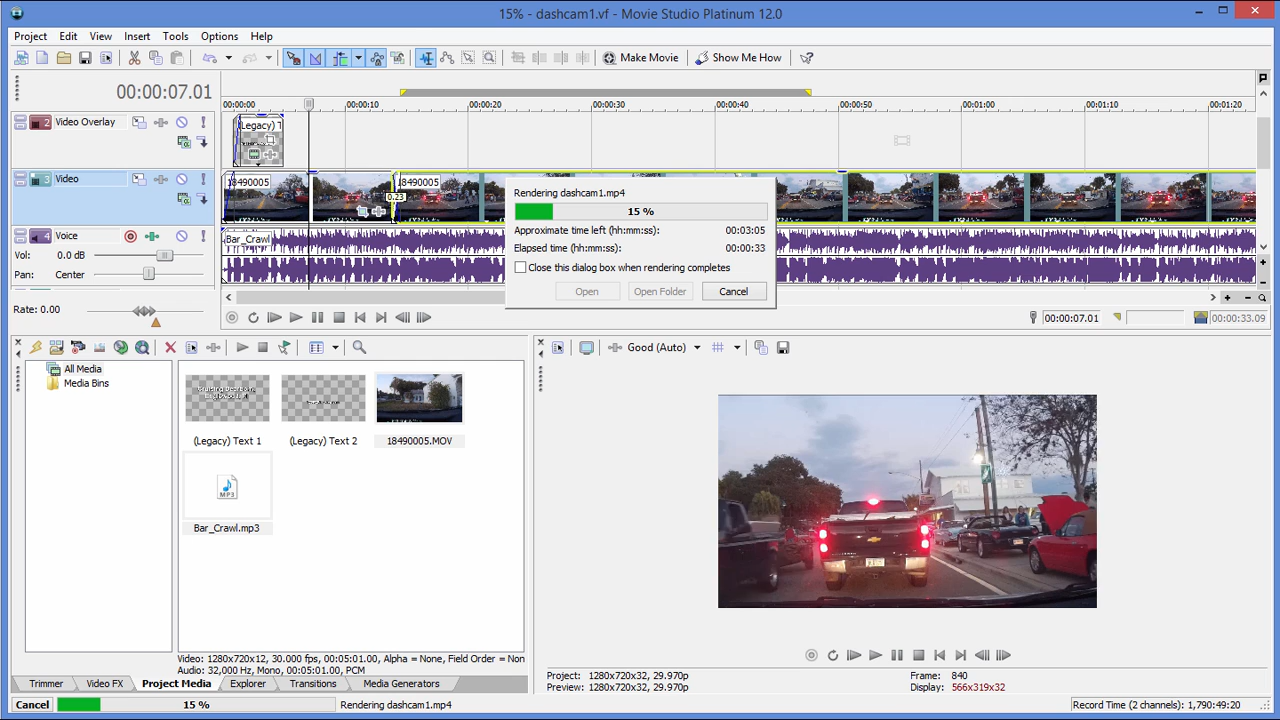 15% - dashcam1.vf - Movie Studio Platinum 12.0
Project Edit View Insert Tools Options Help
Make Movie Show Me How
00:00:07.01
00:00:00 00:00:10 00:00:20 00:00:30 00:00:40 00:00:50 00:01:00 00:01:10 00:01:20
2 Video Overlay
(Legacy) T
3 Video
18490005
0.23
18490005
4 Voice
Bar_Crawl
Vol: 0.0 dB
Pan: Center
Rate: 0.00
Rendering dashcam1.mp4
15 %
Approximate time left (hh:mm:ss): 00:03:05
Elapsed time (hh:mm:ss): 00:00:33
Close this dialog box when rendering completes
Open Open Folder Cancel
00:00:07.01 00:00:33.09
All Media
Media Bins
(Legacy) Text 1 (Legacy) Text 2 18490005.MOV
MP3
Bar_Crawl.mp3
Video: 1280x720x12, 30.000 fps, 00:05:01.00, Alpha = None, Field Order = Non
Audio: 32,000 Hz, Mono, 00:05:01.00, PCM
Trimmer Video FX Project Media Explorer Transitions Media Generators
Good (Auto)
Project: 1280x720x32, 29.970p Frame: 840
Preview: 1280x720x32, 29.970p Display: 566x319x32
Cancel 15 % Rendering dashcam1.mp4 Record Time (2 channels): 1,790:49:20